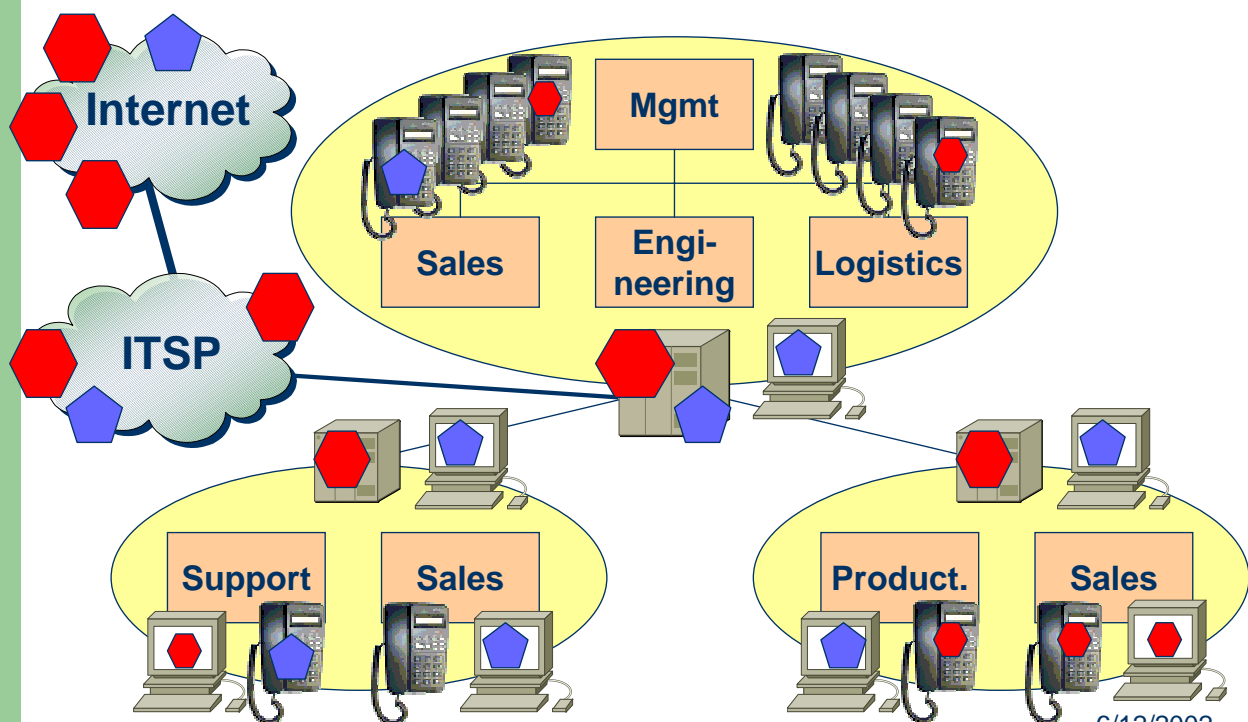 Internet
Mgmt
Sales
Engi-
neering
Logistics
ITSP
Support
Sales
Product.
Sales